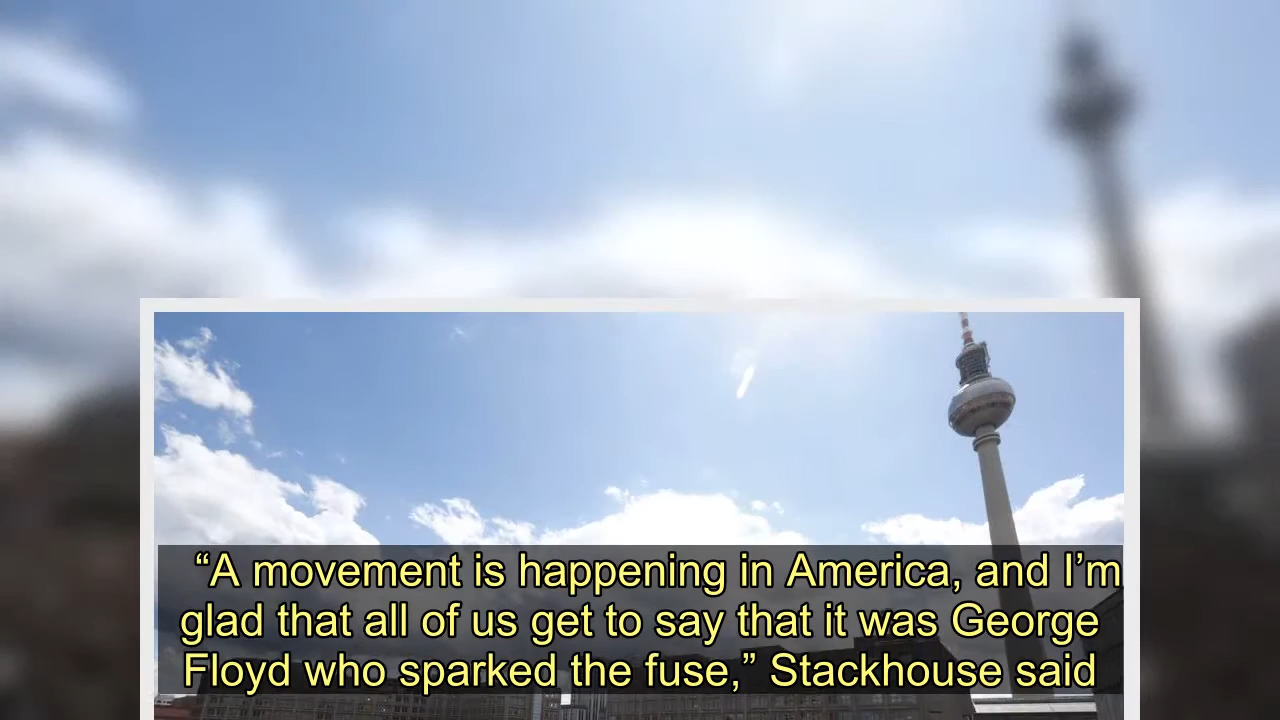 “A movement is happening in America, and I’m
glad that all of us get to say that it was George
Floyd who sparked the fuse,” Stackhouse said